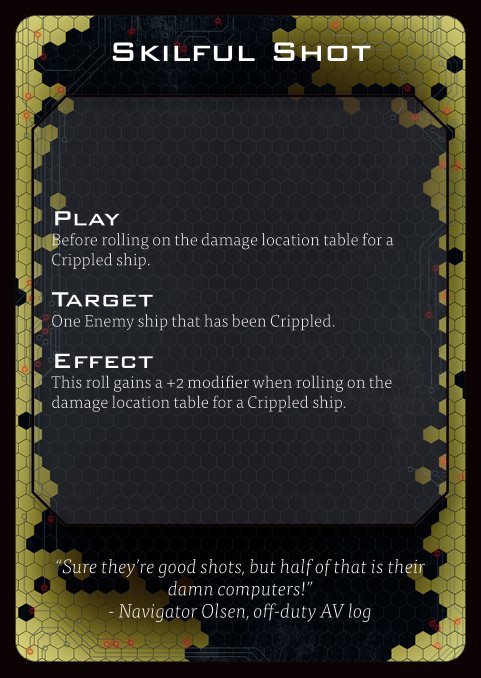 Skilful Shot
Play
Before rolling on the damage location table for a
Crippled ship.
Target
One Enemy ship that has been Crippled.
Effect
This roll gains a +2 modifier when rolling on the
damage location table for a Crippled ship.
“Sure they’re good shots, but half of that is their
damn computers!”
- Navigator Olsen, off-duty AV log